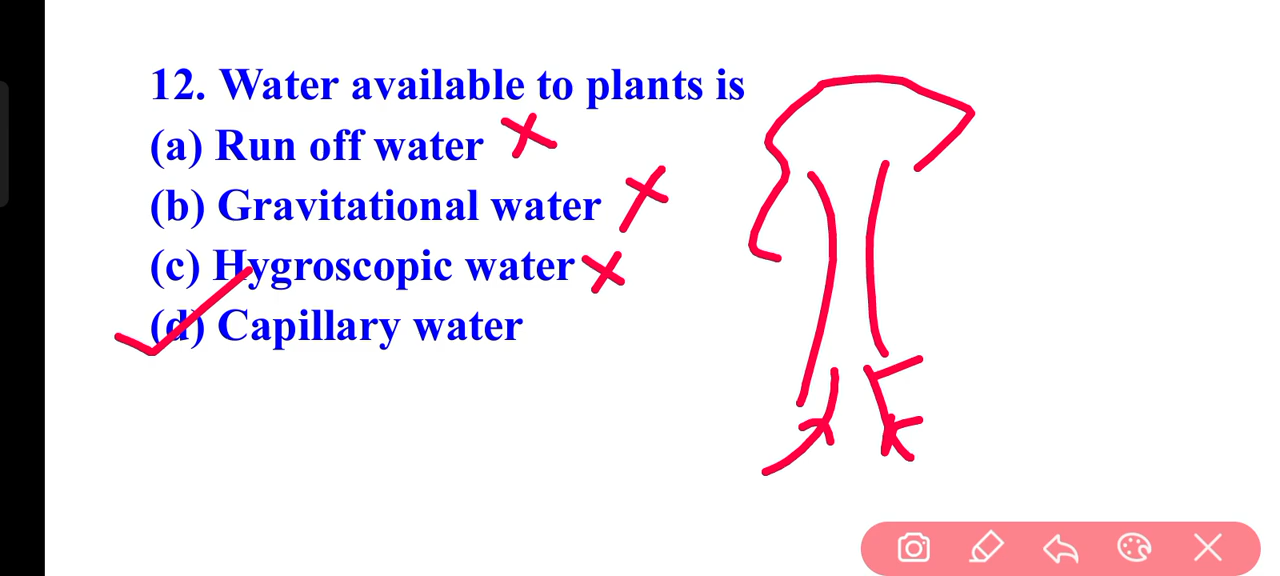 12. Water available to plants is
(a) Run off water
(b) Gravitational water
(c) Hygroscopic water
(d) Capillary water